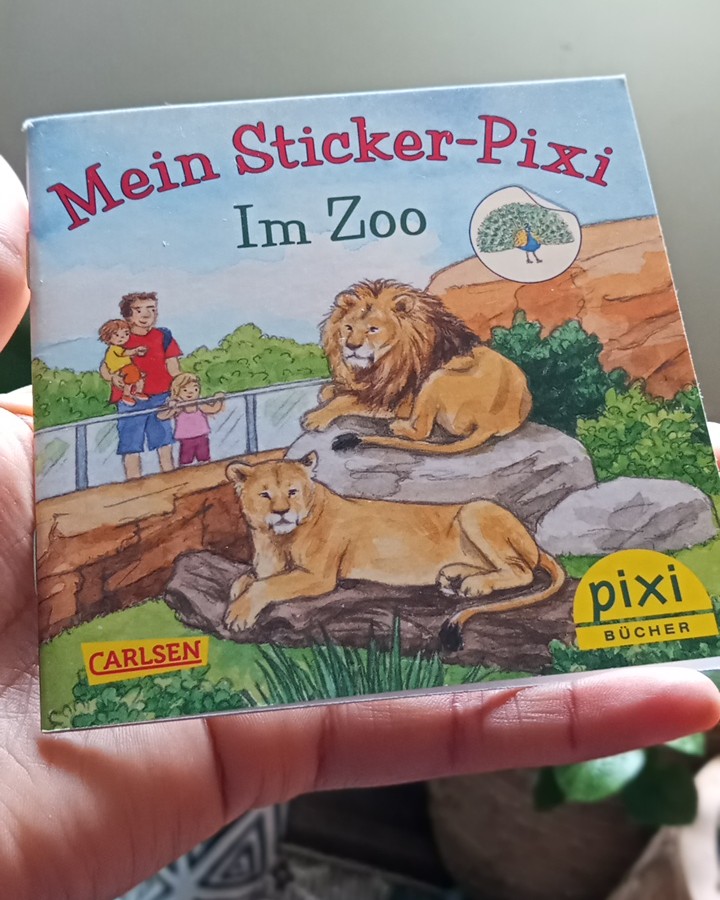 Mein Sticker-Pixi
Im Zoo
CARLSEN
pixi
BÜCHER